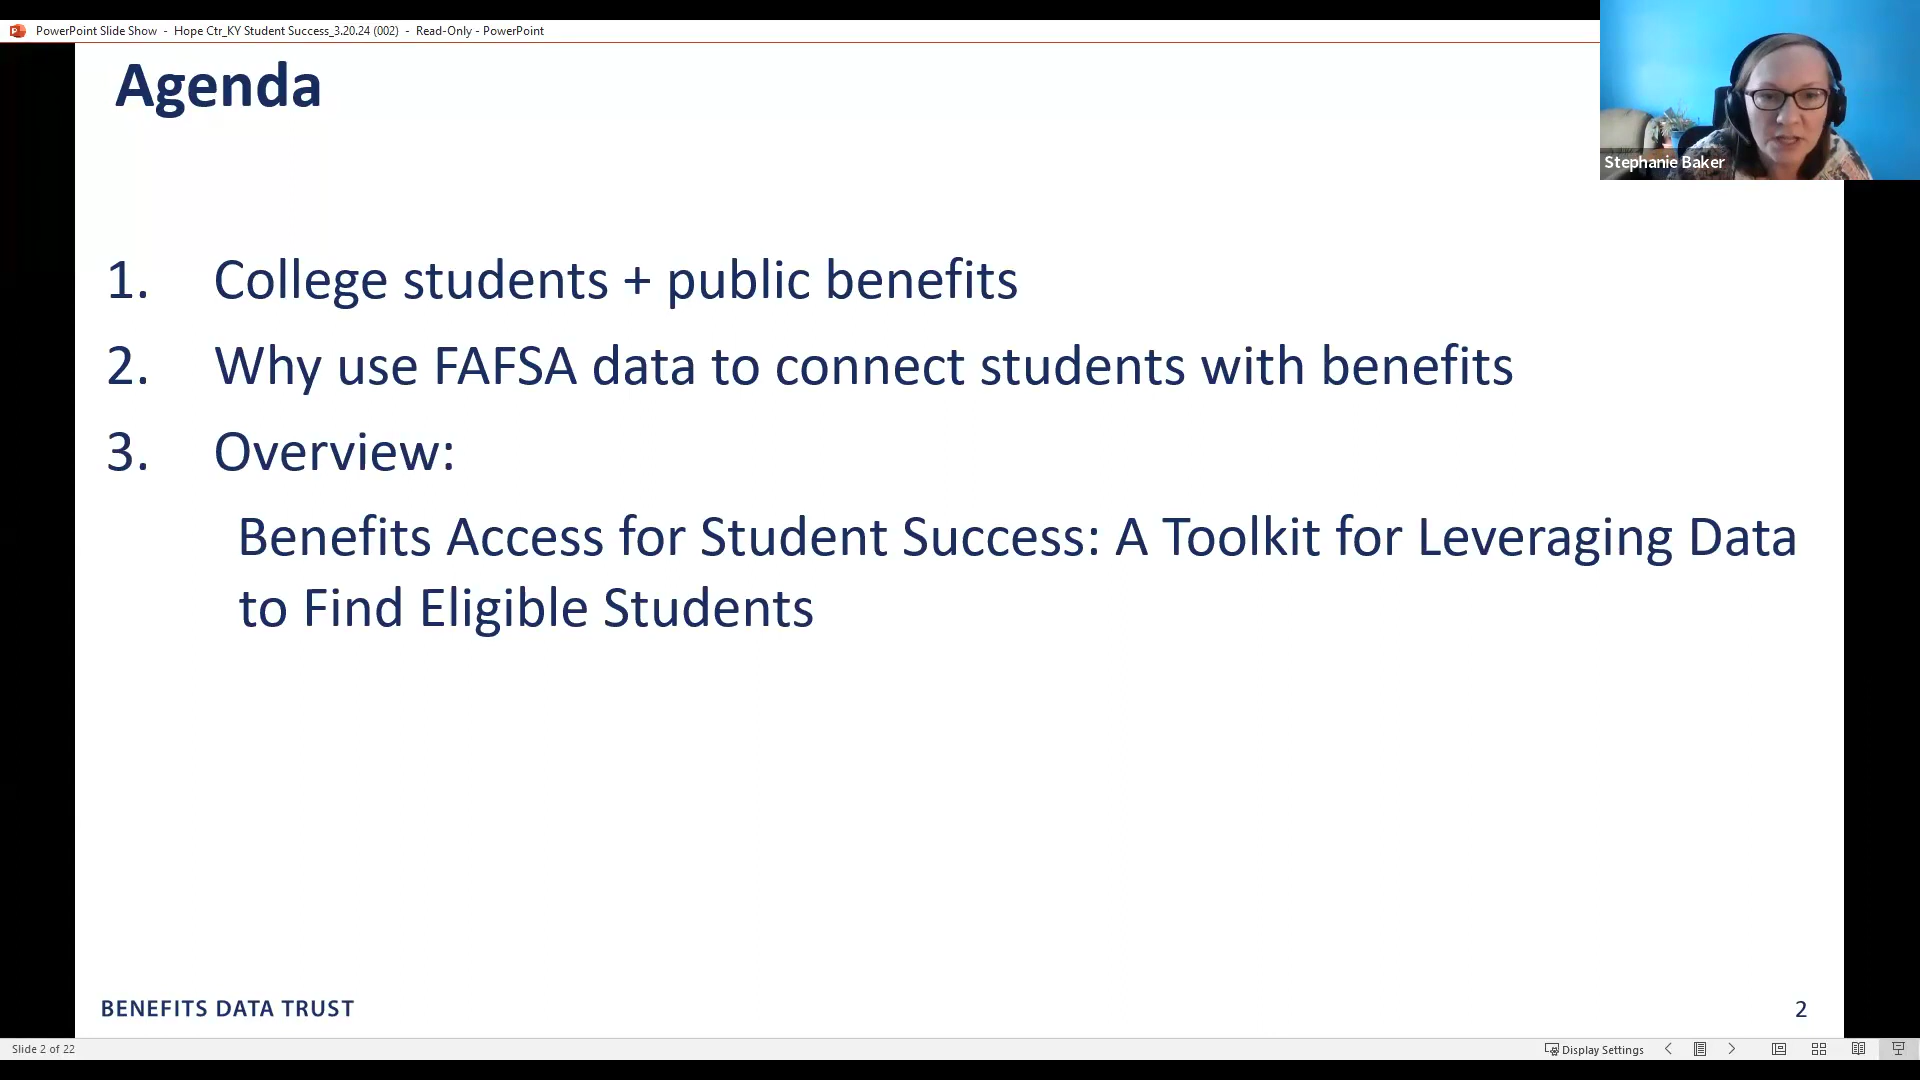 PowerPoint Slide Show - Hope Ctr_KY Student Success_3.20.24 (002) - Read-Only - PowerPoint
Agenda
Stephanie Baker
1. College students + public benefits
2. Why use FAFSA data to connect students with benefits
3. Overview:
Benefits Access for Student Success: A Toolkit for Leveraging Data
to Find Eligible Students
BENEFITS DATA TRUST
2
Slide 2 of 22
Display Settings